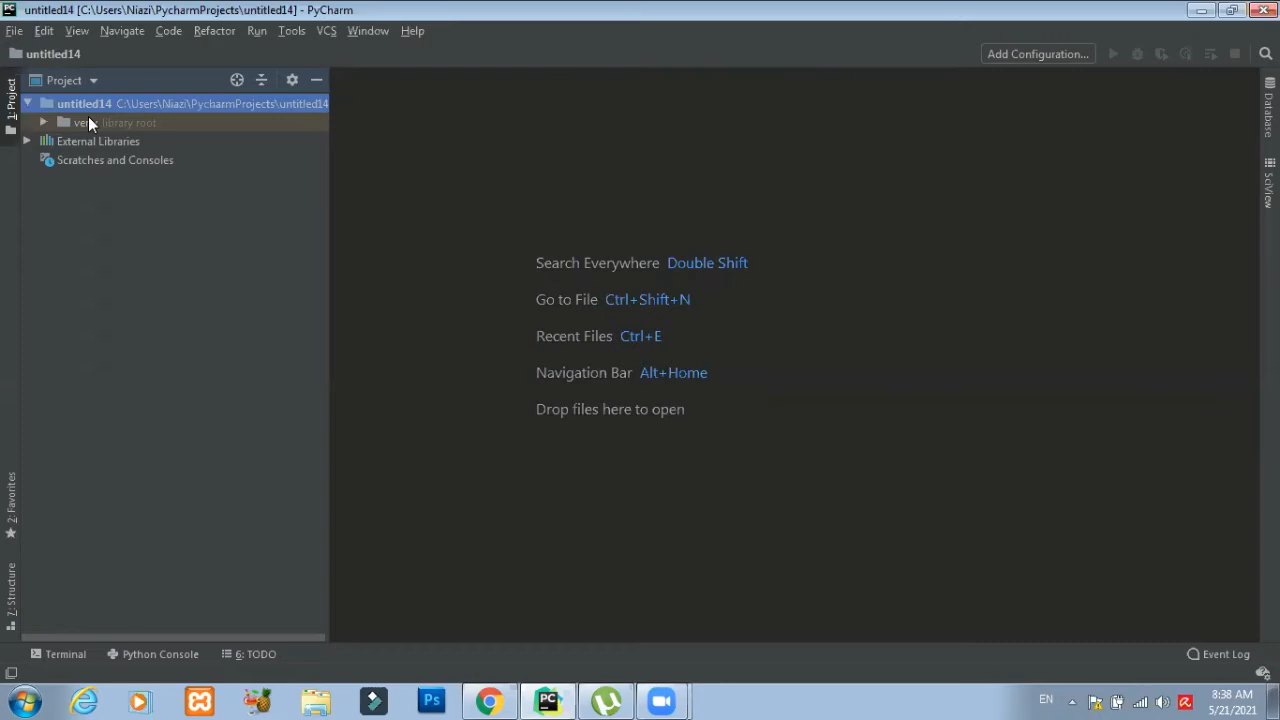 untitled14 [C:\Users\Niazi\PycharmProjects\untitled14] - PyCharm
File Edit View Navigate Code Refactor Run Tools VCS Window Help
untitled14
Add Configuration...
Project
untitled14 C:\Users\Niazi\PycharmProjects\untitled14
library root
External Libraries
Scratches and Consoles
1: Project
2: Favorites
7: Structure
Database
SciView
Search Everywhere Double Shift
Go to File Ctrl+Shift+N
Recent Files Ctrl+E
Navigation Bar Alt+Home
Drop files here to open
Terminal Python Console 6: TODO Event Log
PC Ps PC
EN
8:38 AM
5/21/2021